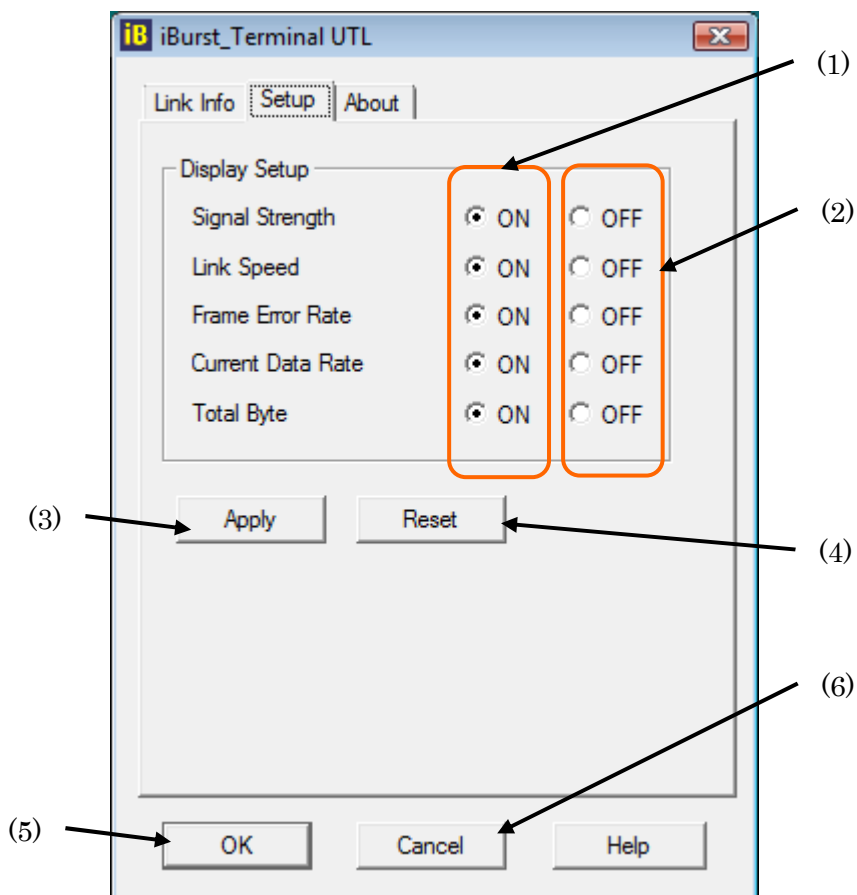 iB iBurst_Terminal UTL
(1)
Link Info Setup About
Display Setup
Signal Strength ON OFF
(2)
Link Speed ON OFF
Frame Error Rate ON OFF
Current Data Rate ON OFF
Total Byte ON OFF
(3)
Apply Reset
(4)
(6)
(5)
OK Cancel Help